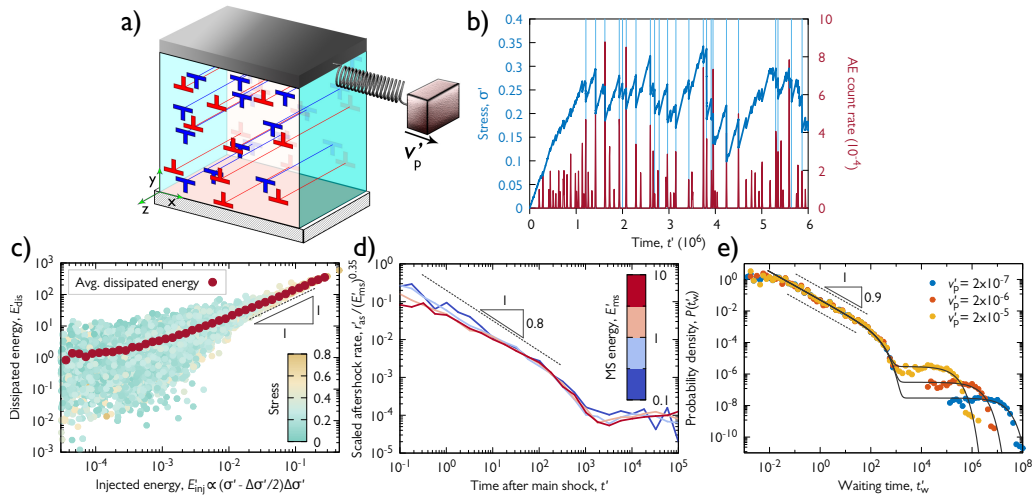 a)
y
x
z
v'p
b)
Stress, σ'
0.4
0.35
0.3
0.25
0.2
0.15
0.1
0.05
0
AE count rate (10-4)
10
8
6
4
2
0
0 1 2 3 4 5 6
Time, t' (10⁶)
c)
Dissipated energy, E'dis
10³
10²
10¹
10⁰
10⁻¹
10⁻²
10⁻³
Avg. dissipated energy
1
1
Stress
0.8
0.6
0.4
0.2
0
10⁻⁴ 10⁻³ 10⁻² 10⁻¹
Injected energy, E'inj ∝ (σ' - Δσ'/2)Δσ'
d)
Scaled aftershock rate, r'as / (E'ms)^0.35
10⁰
10⁻¹
10⁻²
10⁻³
10⁻⁴
10⁻⁵
1
0.8
MS energy, E'ms
10
1
0.1
10⁻¹ 10⁰ 10¹ 10² 10³ 10⁴ 10⁵
Time after main shock, t'
e)
Probability density, P(t'w)
10⁰
10⁻²
10⁻⁴
10⁻⁶
10⁻⁸
10⁻¹⁰
1
0.9
v'p = 2x10⁻⁷
v'p = 2x10⁻⁶
v'p = 2x10⁻⁵
10⁻² 10⁰ 10² 10⁴ 10⁶ 10⁸
Waiting time, t'w